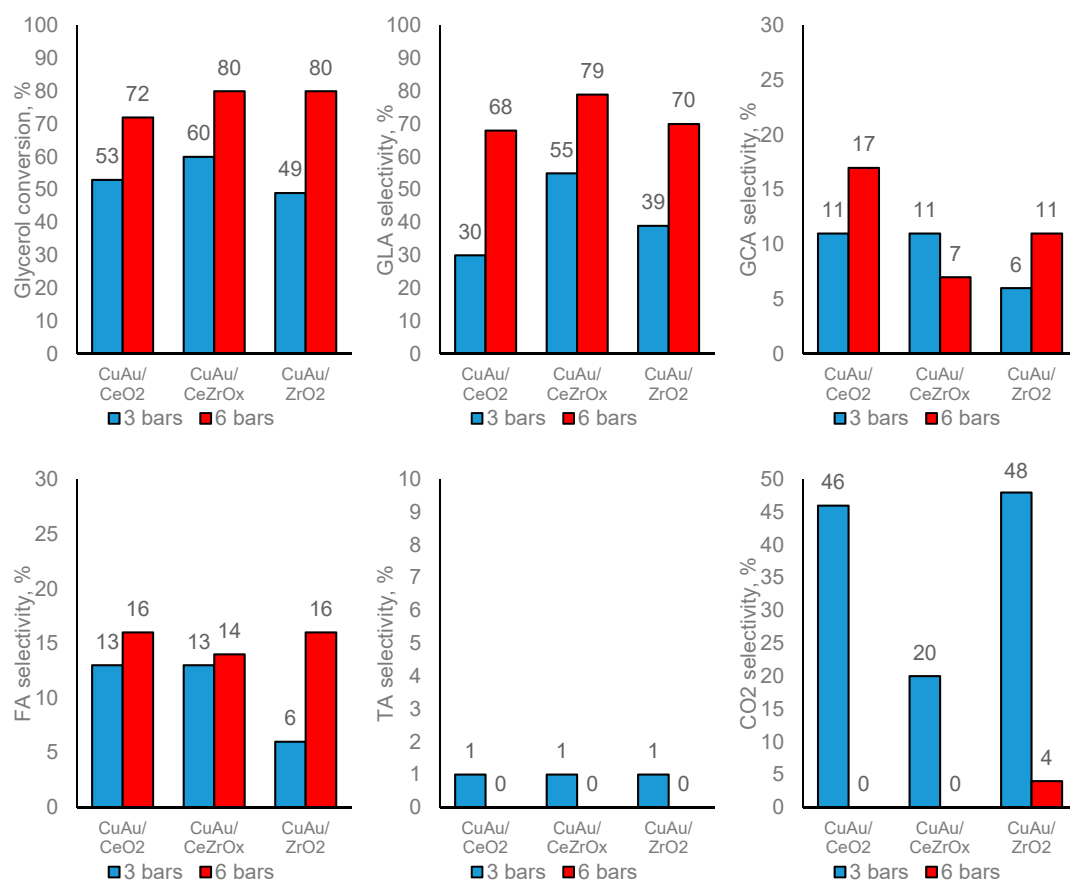 Glycerol conversion, %
100
90
80
70
60
50
40
30
20
10
0
53
72
60
80
49
80
CuAu/
CeO2
CuAu/
CeZrOx
CuAu/
ZrO2
3 bars
6 bars
GLA selectivity, %
100
90
80
70
60
50
40
30
20
10
0
30
68
55
79
39
70
CuAu/
CeO2
CuAu/
CeZrOx
CuAu/
ZrO2
3 bars
6 bars
GCA selectivity, %
30
25
20
15
10
5
0
11
17
11
7
6
11
CuAu/
CeO2
CuAu/
CeZrOx
CuAu/
ZrO2
3 bars
6 bars
FA selectivity, %
30
25
20
15
10
5
0
13
16
13
14
6
16
CuAu/
CeO2
CuAu/
CeZrOx
CuAu/
ZrO2
3 bars
6 bars
TA selectivity, %
10
9
8
7
6
5
4
3
2
1
0
1
0
1
0
1
0
CuAu/
CeO2
CuAu/
CeZrOx
CuAu/
ZrO2
3 bars
6 bars
CO2 selectivity, %
50
45
40
35
30
25
20
15
10
5
0
46
0
20
0
48
4
CuAu/
CeO2
CuAu/
CeZrOx
CuAu/
ZrO2
3 bars
6 bars